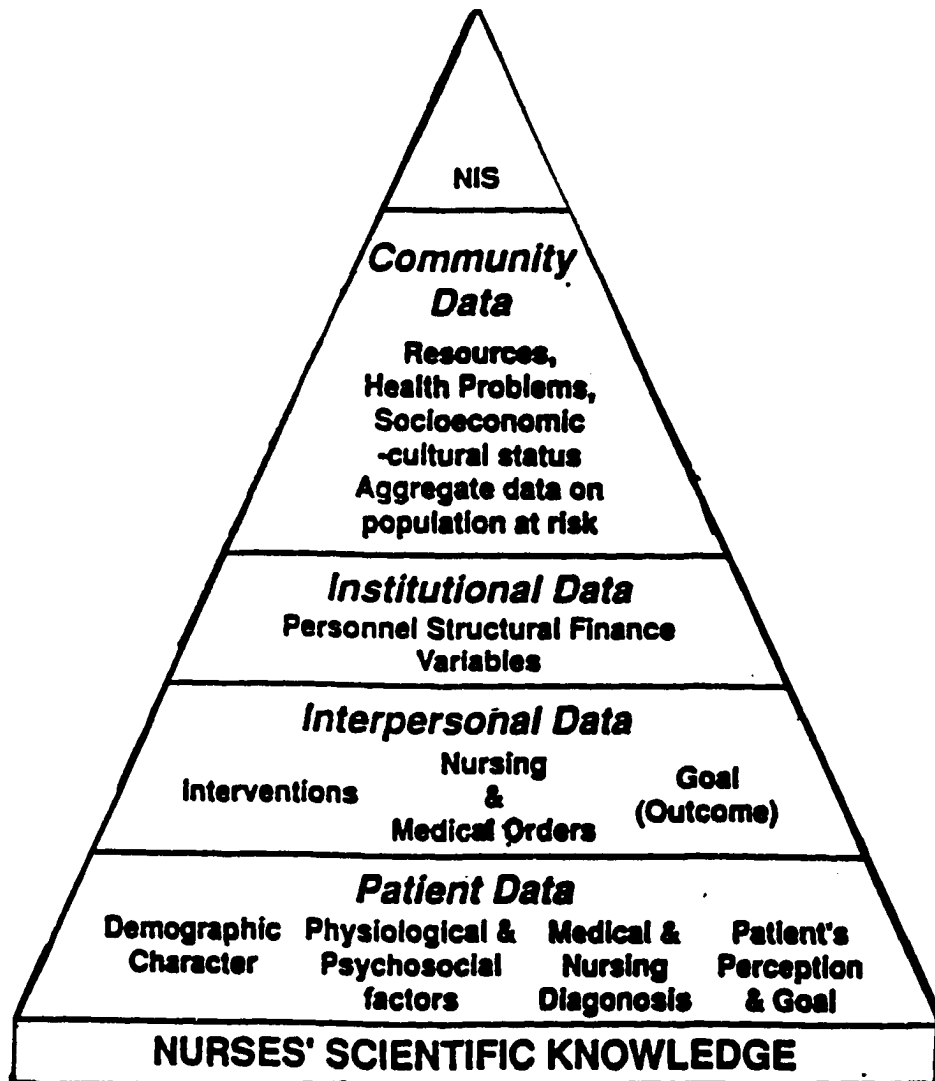 NIS
Community
Data
Resources,
Health Problems,
Socioeconomic
-cultural status
Aggregate data on
population at risk
Institutional Data
Personnel Structural Finance
Variables
Interpersonal Data
Interventions
Nursing
&
Medical Orders
Goal
(Outcome)
Patient Data
Demographic
Character
Physiological &
Psychosocial
factors
Medical &
Nursing
Diagonosis
Patient's
Perception
& Goal
NURSES' SCIENTIFIC KNOWLEDGE